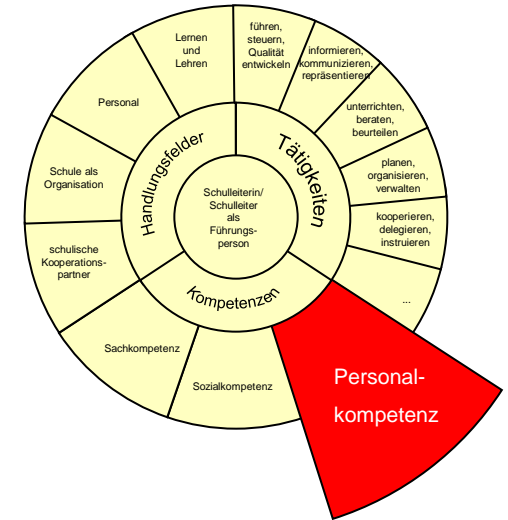 Lernen
und
Lehren
führen,
steuern,
Qualität
entwickeln
informieren,
kommunizieren,
repräsentieren
unterrichten,
beraten,
beurteilen
planen,
organisieren,
verwalten
kooperieren,
delegieren,
instruieren
...
Personal
Schule als
Organisation
schulische
Kooperations-
partner
Handlungsfelder
Tätigkeiten
Kompetenzen
Schulleiterin/
Schulleiter
als
Führungs-
person
Sachkompetenz
Sozialkompetenz
Personal-
kompetenz